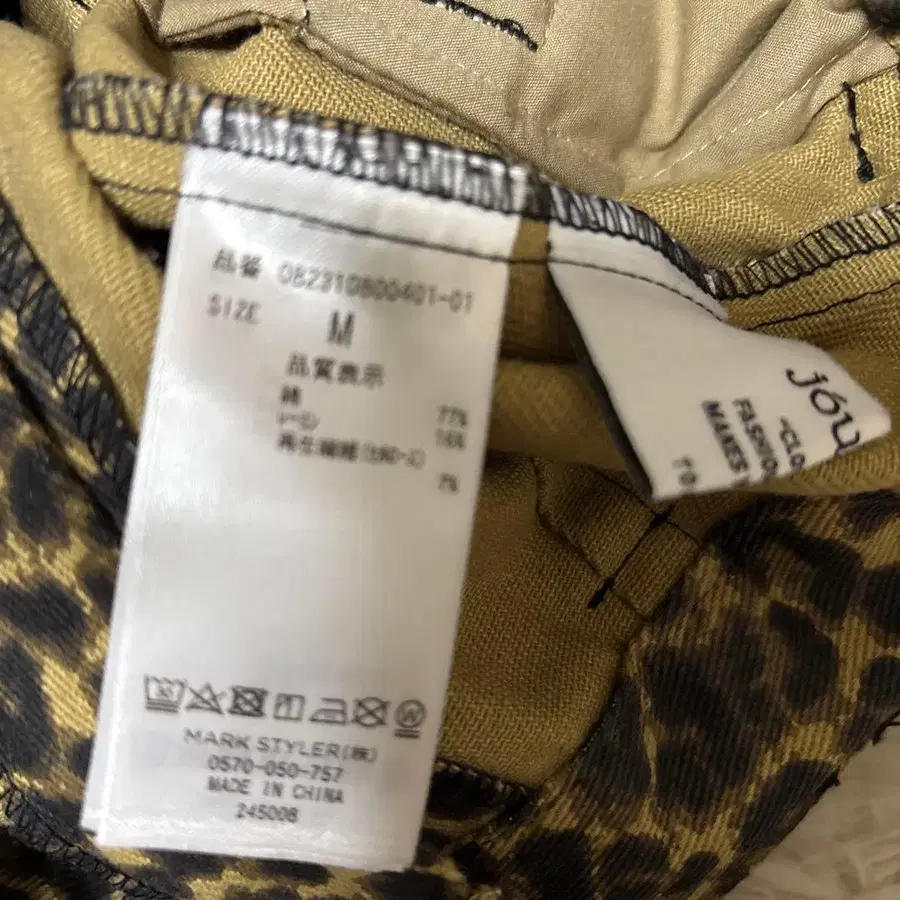 品番 082310800401-01
SIZE M
品質表示
綿 77%
レーヨン 16%
再生繊維(リヨセル) 7%
MARK STYLER(株)
0570-050-757
MADE IN CHINA
245008
jóu
-CLO
FASHIO
MAKES
TO